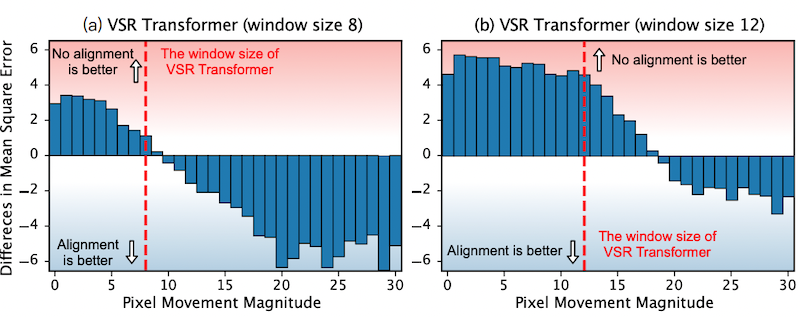 (a) VSR Transformer (window size 8)
Differeces in Mean Square Error
6
4
2
0
−2
−4
−6
No alignment
is better
The window size of
VSR Transformer
Alignment
is better
0 5 10 15 20 25 30
Pixel Movement Magnitude
(b) VSR Transformer (window size 12)
6
4
2
0
−2
−4
−6
No alignment is better
The window size of
VSR Transformer
Alignment is better
0 5 10 15 20 25 30
Pixel Movement Magnitude